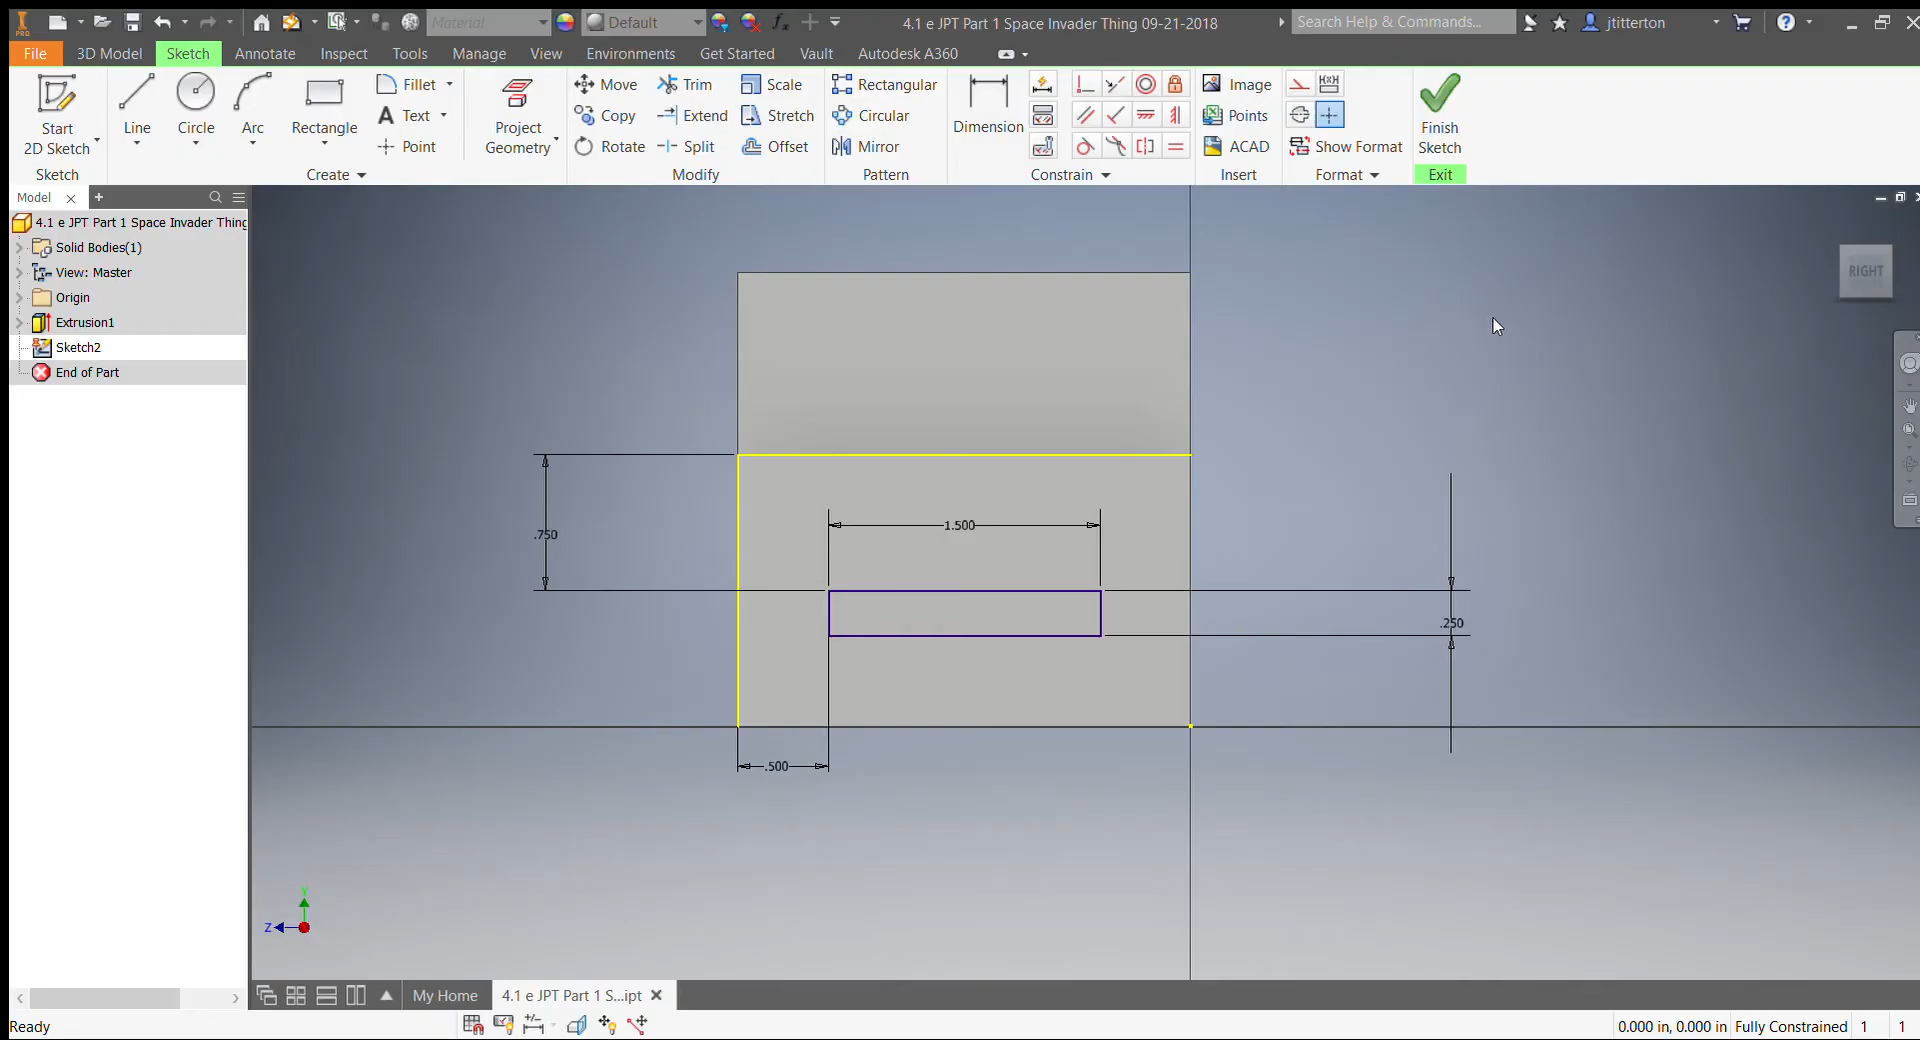 PRO
Material
Default
fx
4.1 e JPT Part 1 Space Invader Thing 09-21-2018
Search Help & Commands...
jtitterton
File
3D Model
Sketch
Annotate
Inspect
Tools
Manage
View
Environments
Get Started
Vault
Autodesk A360
Start
2D Sketch
Line
Circle
Arc
Rectangle
Fillet
Text
Point
Project
Geometry
Move
Copy
Rotate
Trim
Extend
Split
Scale
Stretch
Offset
Rectangular
Circular
Mirror
Dimension
Image
Points
ACAD
Show Format
Finish
Sketch
Sketch
Create
Modify
Pattern
Constrain
Insert
Format
Exit
Model
4.1 e JPT Part 1 Space Invader Thing
Solid Bodies(1)
View: Master
Origin
Extrusion1
Sketch2
End of Part
RIGHT
.750
1.500
.250
.500
Y
Z
My Home
4.1 e JPT Part 1 S...ipt
Ready
0.000 in, 0.000 in
Fully Constrained
1
1